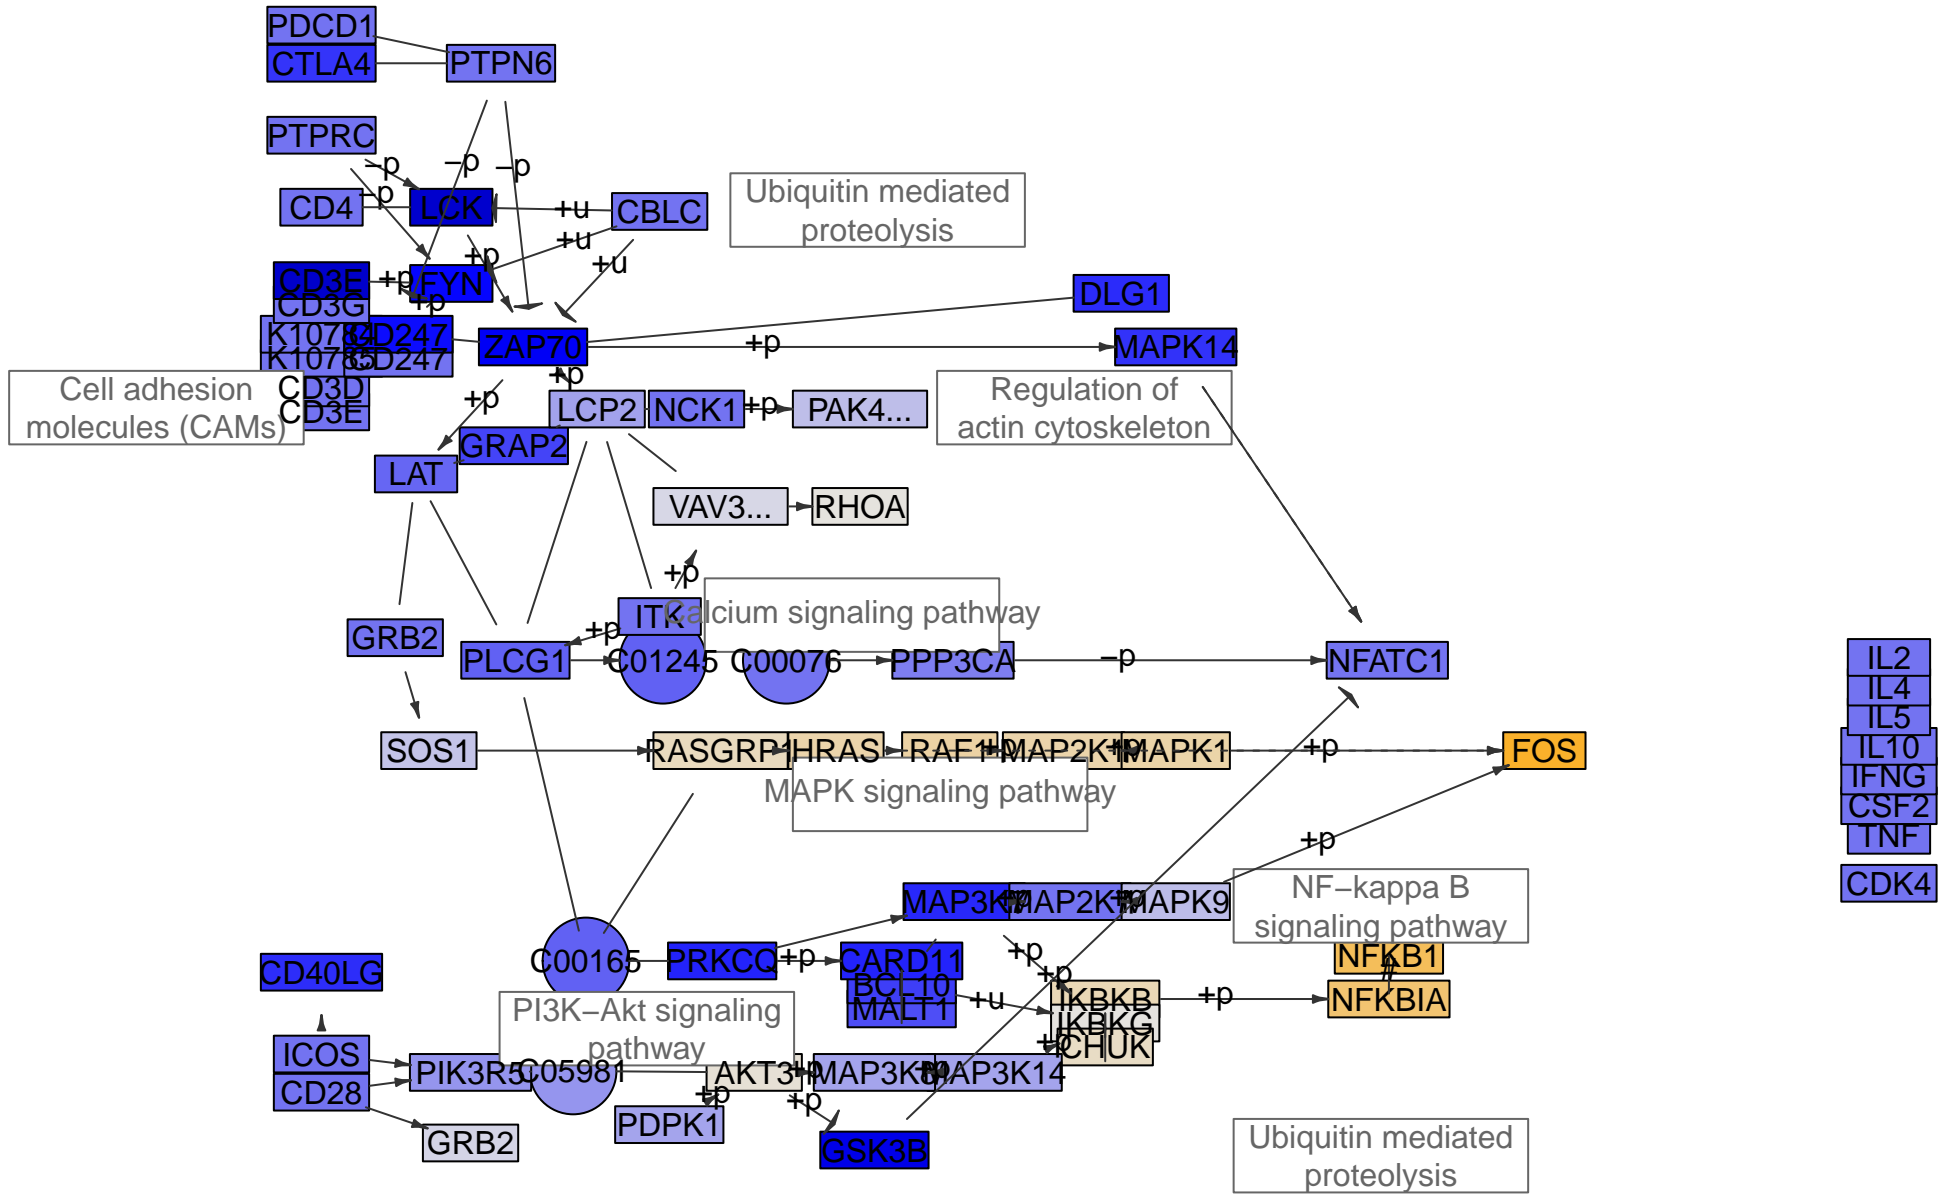 PDCD1
CTLA4
PTPN6
PTPRC
−p
−p
−p
−p
CD4
LCK
+u
CBLC
Ubiquitin mediated
proteolysis
+u
+p
+u
CD3E
+p
FYN
CD3G
+p
DLG1
CD247
ZAP70
+p
MAPK14
CD247
CD3D
CD3E
Cell adhesion
molecules (CAMs)
+p
+p
LCP2
NCK1
+p
PAK4...
Regulation of
actin cytoskeleton
GRAP2
LAT
VAV3...
RHOA
+p
ITK
Calcium signaling pathway
GRB2
+p
PLCG1
C01245
C00076
PPP3CA
−p
NFATC1
IL2
IL4
IL5
IL10
IFNG
CSF2
TNF
CDK4
SOS1
RASGRP1
HRAS
RAF1
MAP2K1
MAPK1
+p
FOS
MAPK signaling pathway
+p
MAPK9
NF−kappa B
signaling pathway
C00165
PRKCQ
+p
CARD11
+p
+p
NFKB1
CD40LG
BCL10
MALT1
+u
IKBKB
IKBKG
CHUK
+p
NFKBIA
PI3K−Akt signaling
pathway
ICOS
CD28
PIK3R5
C05981
AKT3
+p
MAP3K14
PDPK1
+p
+p
GRB2
GSK3B
Ubiquitin mediated
proteolysis